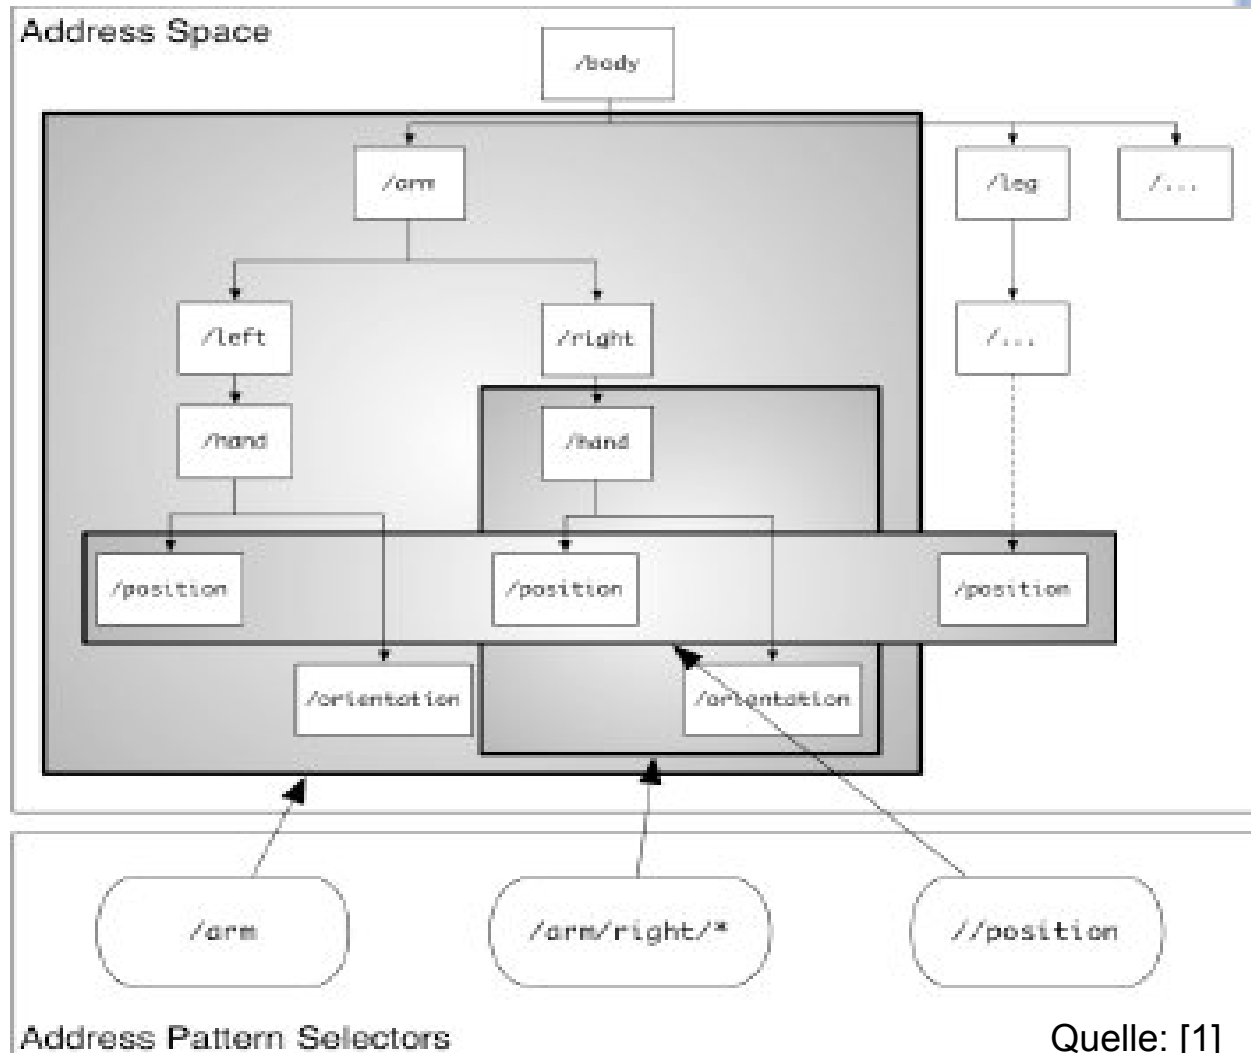 Address Space
/body
/arm
/leg
/...
/left
/right
/...
/hand
/hand
/position
/position
/position
/orientation
/orientation
/arm
/arm/right/*
//position
Address Pattern Selectors
Quelle: [1]